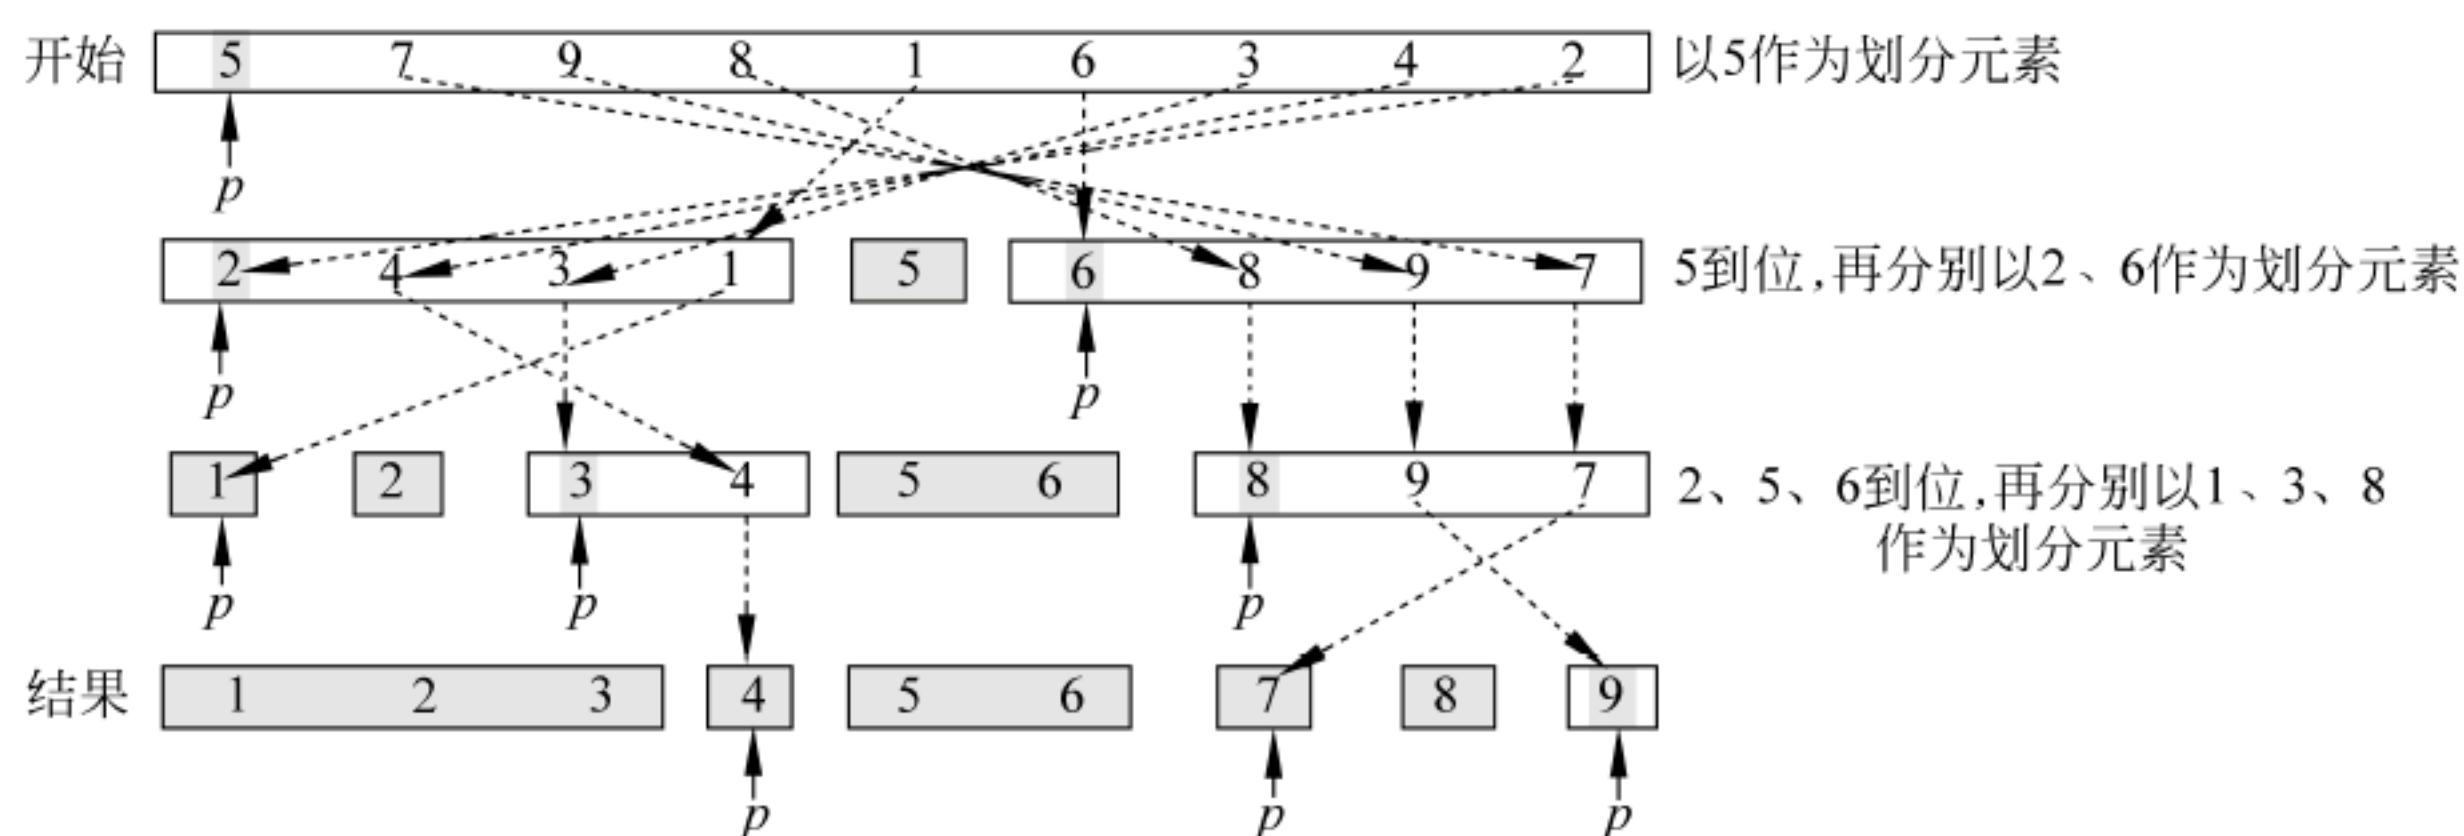 开始 5 7 9 8 1 6 3 4 2 以5作为划分元素
p
2 4 3 1 5 6 8 9 7 5到位,再分别以2、6作为划分元素
p p
1 2 3 4 5 6 8 9 7 2、5、6到位,再分别以1、3、8
作为划分元素
p p p
结果 1 2 3 4 5 6 7 8 9
p p p